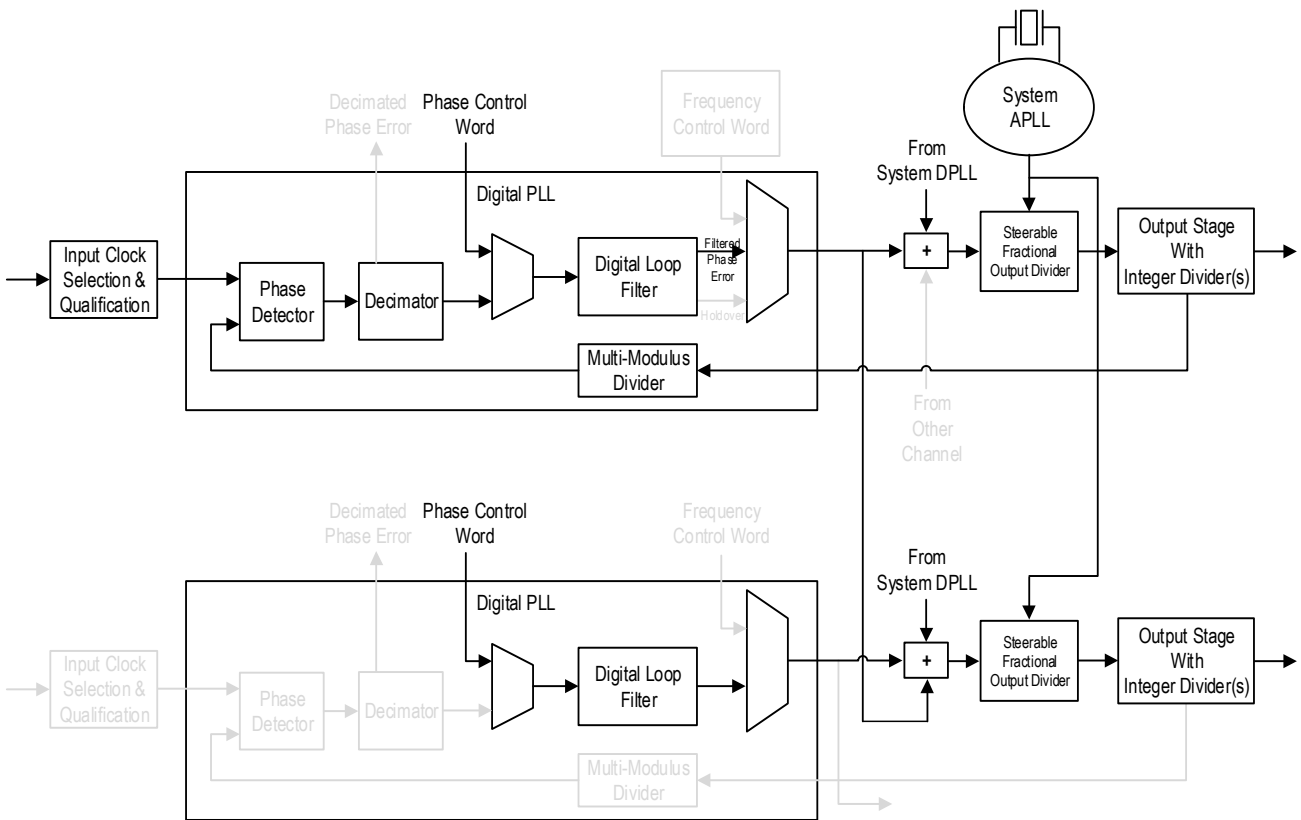 System
APLL
Decimated
Phase Error
Phase Control
Word
Frequency
Control Word
From
System DPLL
Digital PLL
Input Clock
Selection &
Qualification
Phase
Detector
Decimator
Digital Loop
Filter
Filtered
Phase
Error
Holdover
+
Steerable
Fractional
Output Divider
Output Stage
With
Integer Divider(s)
Multi-Modulus
Divider
From
Other
Channel
Decimated
Phase Error
Phase Control
Word
Frequency
Control Word
From
System DPLL
Digital PLL
Input Clock
Selection &
Qualification
Phase
Detector
Decimator
Digital Loop
Filter
+
Steerable
Fractional
Output Divider
Output Stage
With
Integer Divider(s)
Multi-Modulus
Divider